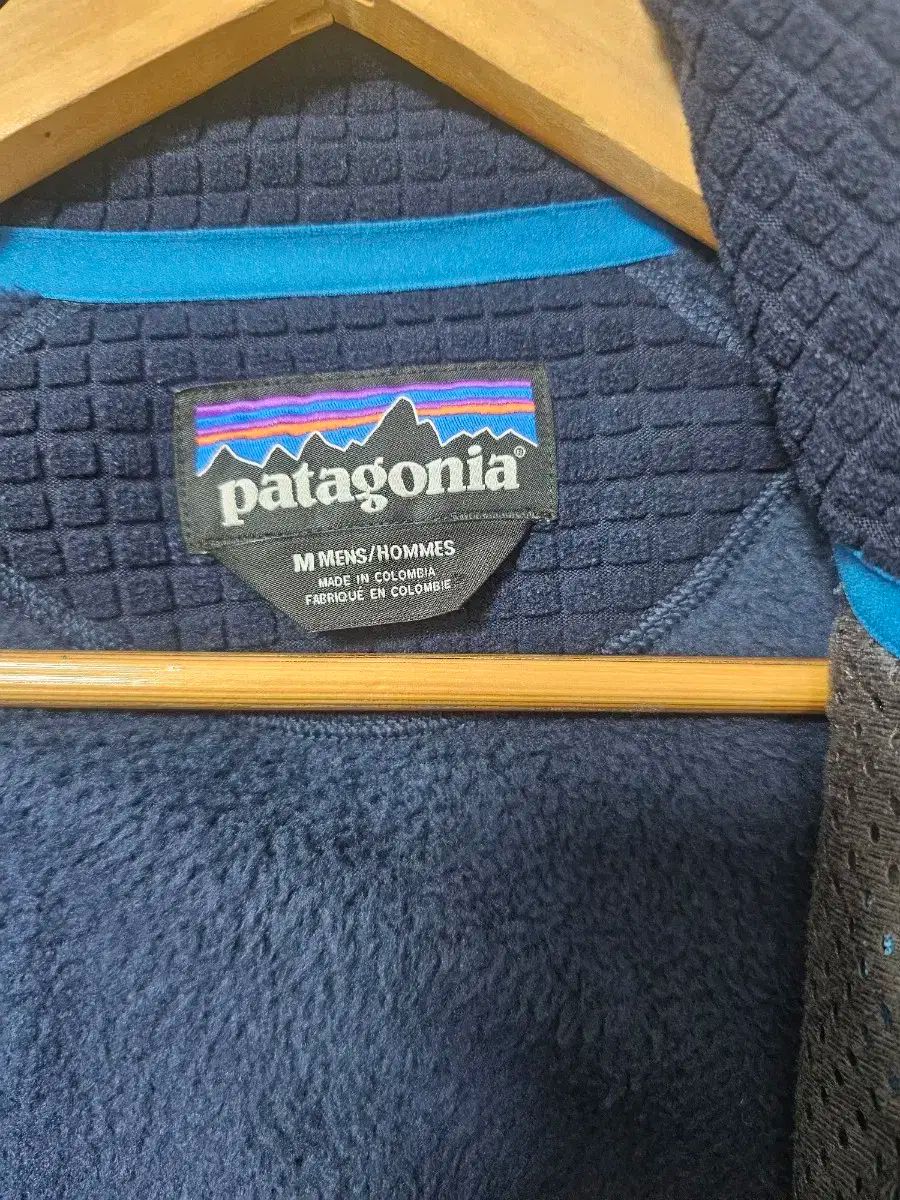 patagonia®
M MENS/HOMMES
MADE IN COLOMBIA
FABRIQUÉ EN COLOMBIE